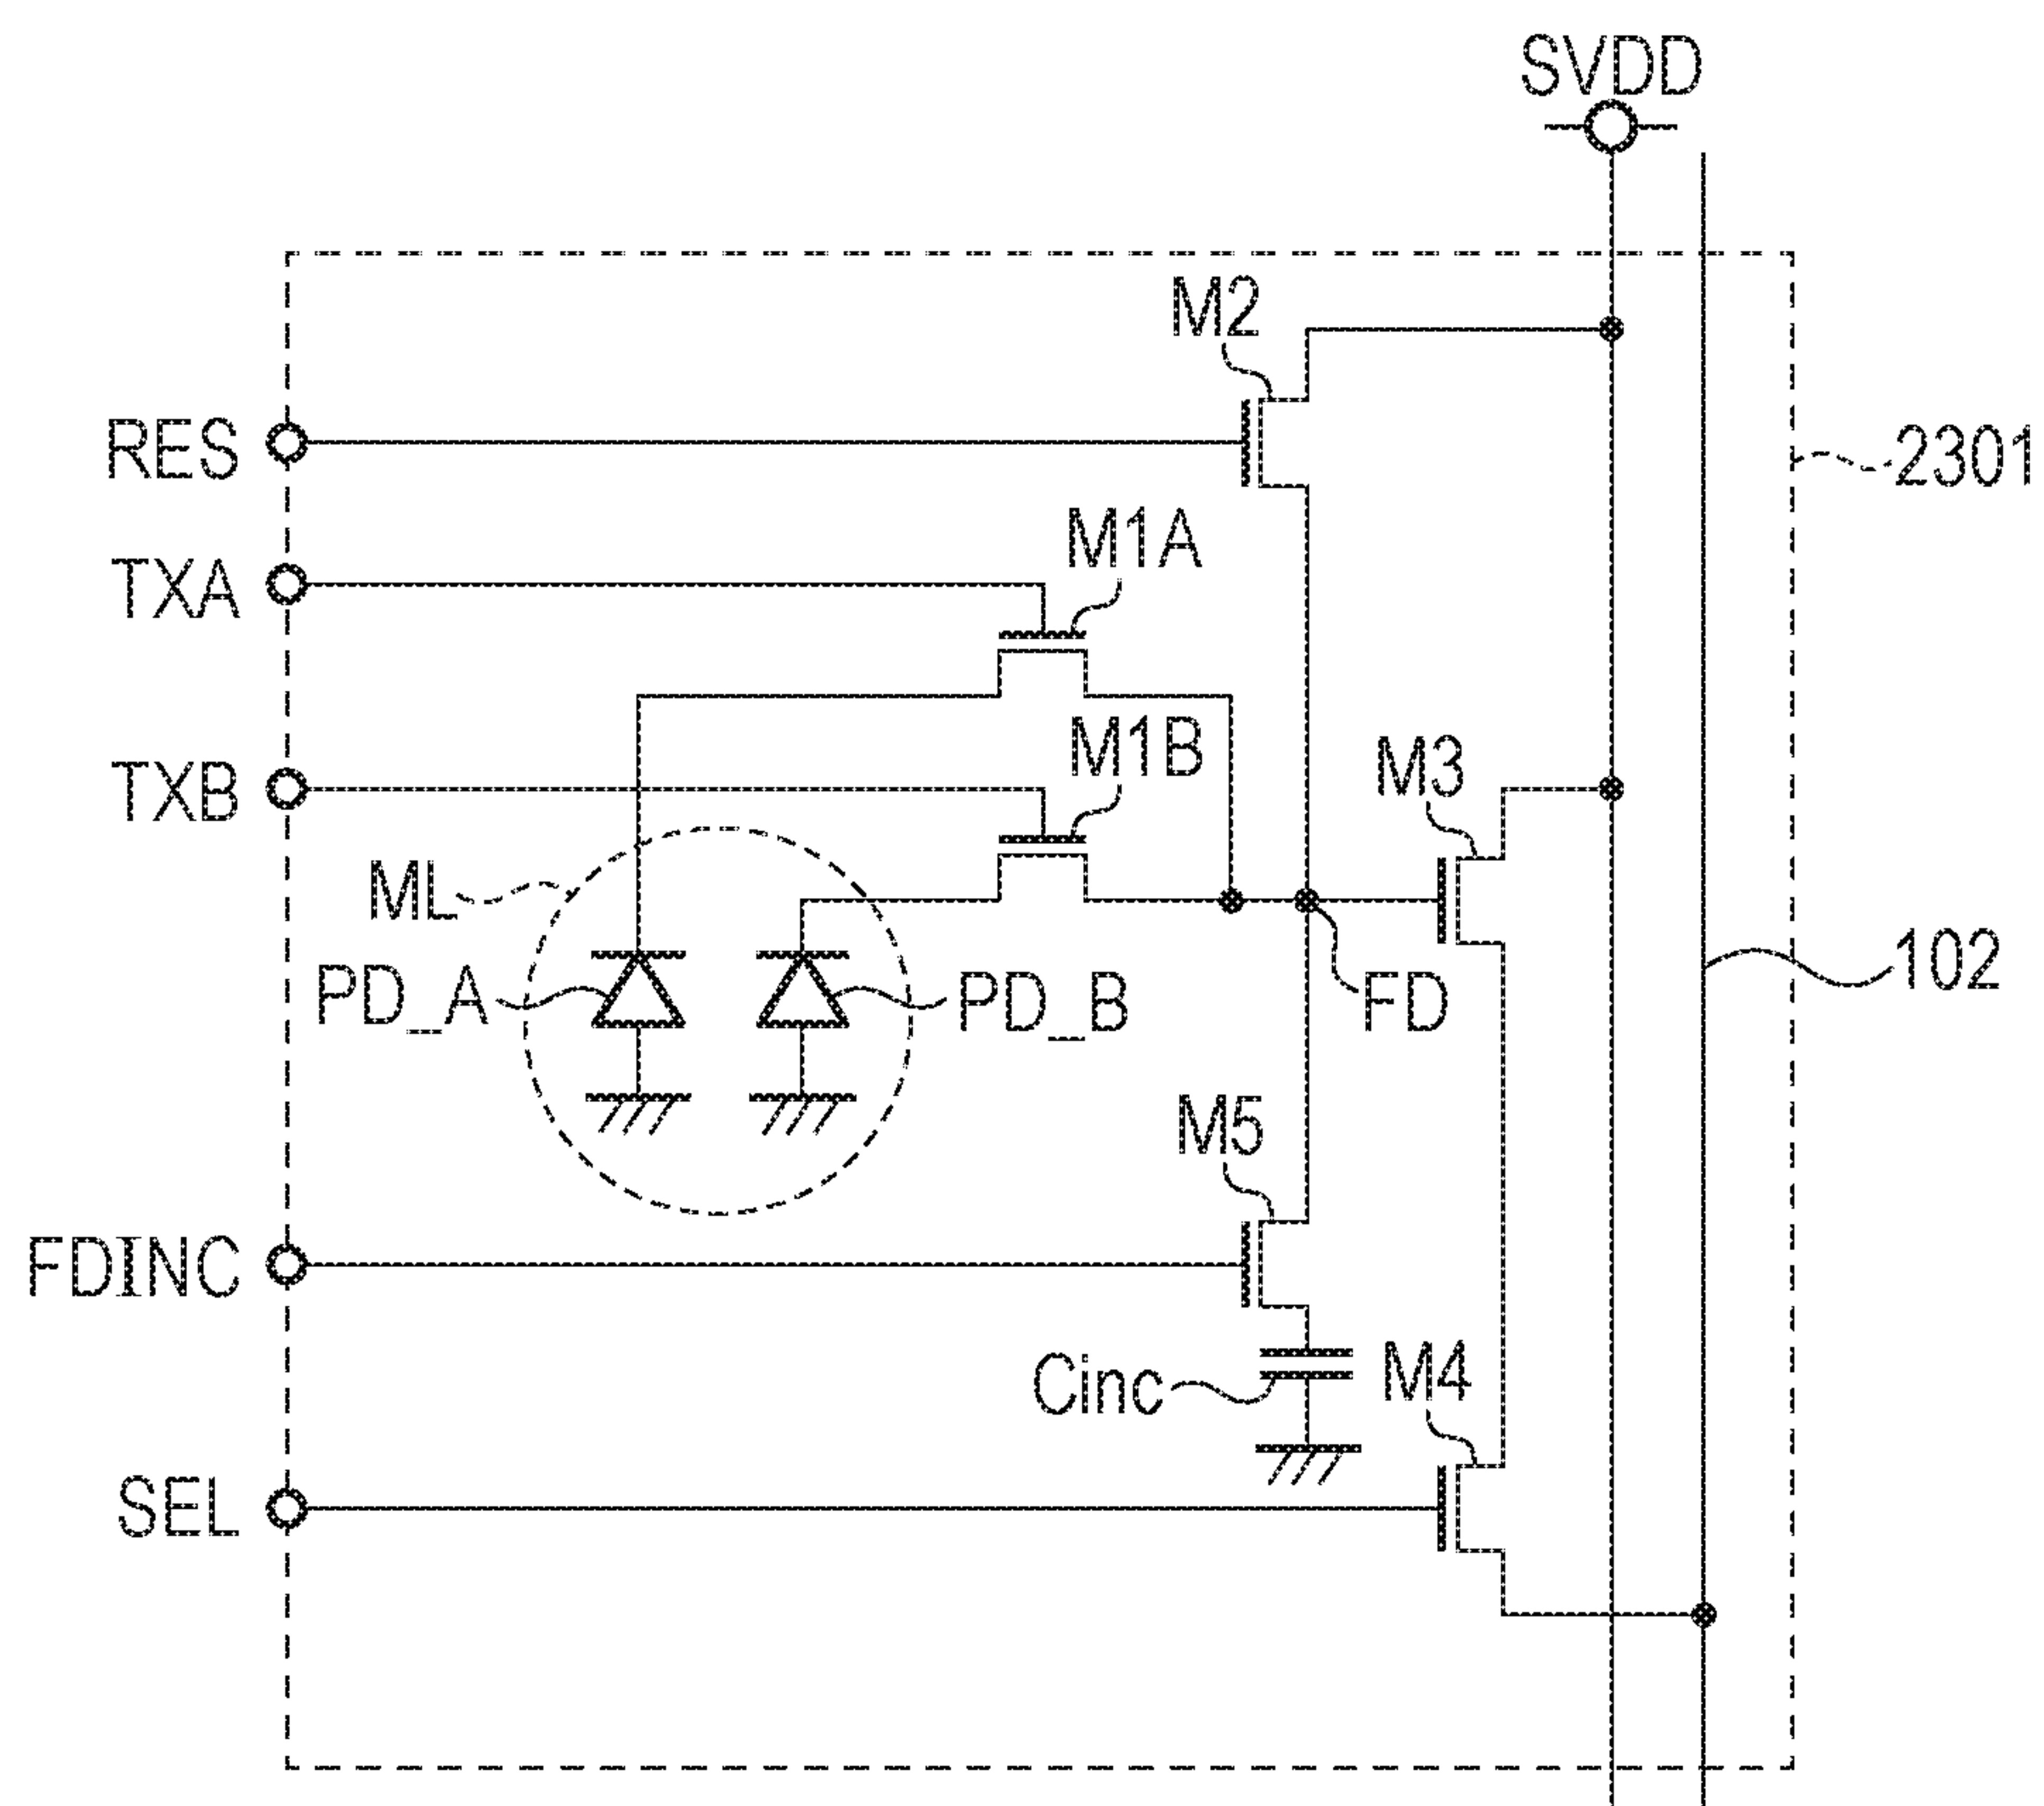 SVDD
M2
RES
2301
M1A
TXA
M1B
M3
TXB
ML
102
PD_A
PD_B
FD
M5
FDINC
M4
Cinc
SEL